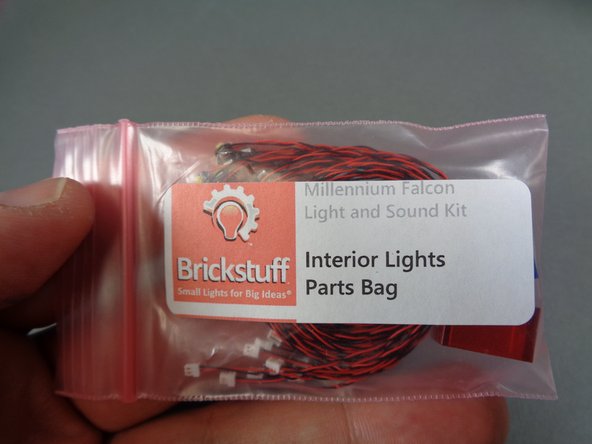 Brickstuff
Small Lights for Big Ideas®
Millennium Falcon
Light and Sound Kit
Interior Lights
Parts Bag